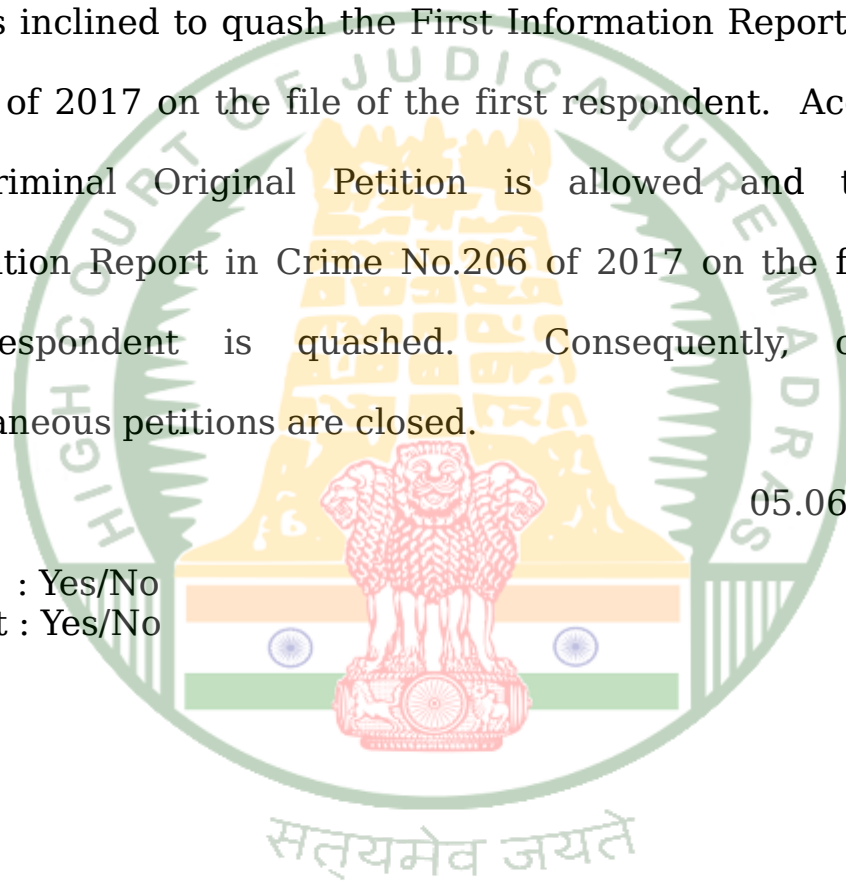 s inclined to quash the First Information Report
of 2017 on the file of the first respondent. Acc
riminal Original Petition is allowed and t
tion Report in Crime No.206 of 2017 on the f
espondent is quashed. Consequently, c
aneous petitions are closed.
05.06
: Yes/No
t : Yes/No
HIGH COURT OF JUDICATURE MADRAS
सत्यमेव जयते